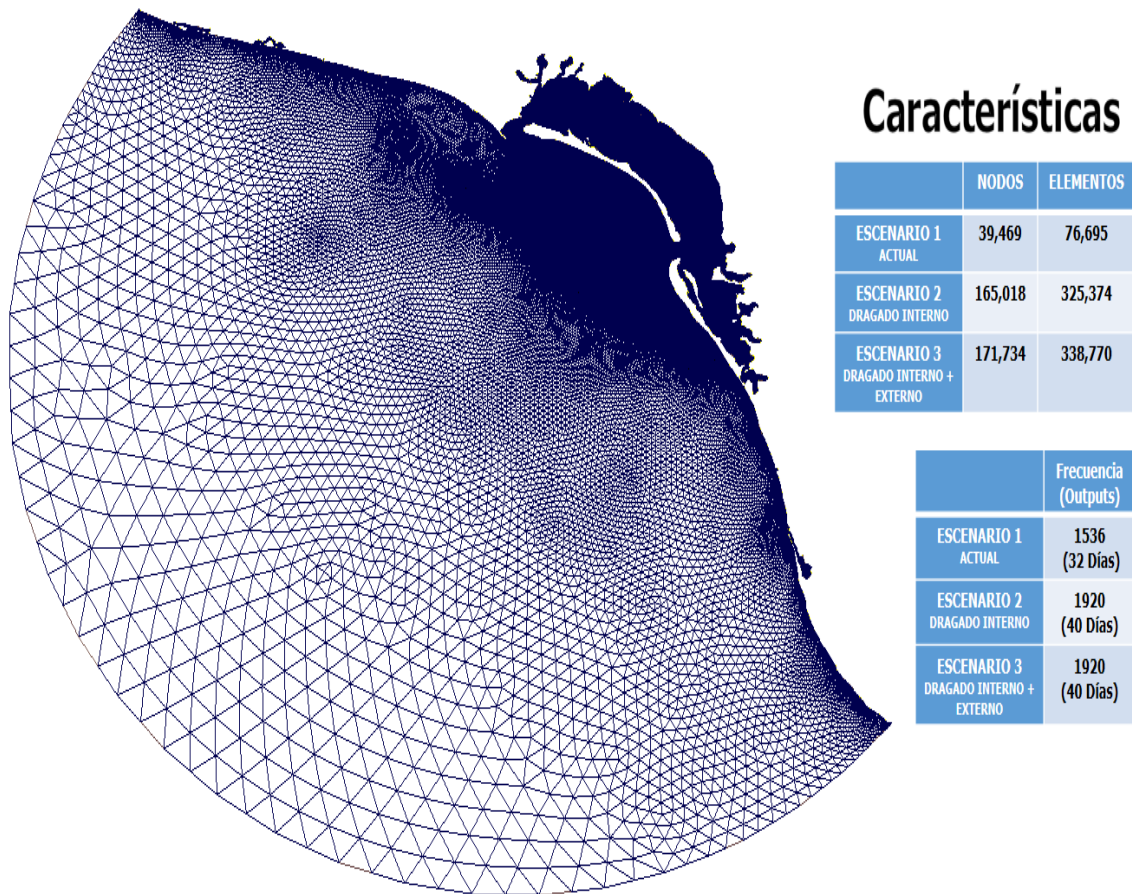 Característísticas
NODOS ELEMENTOS
ESCENARIO 1
ACTUAL
39,469 76,695
ESCENARIO 2
DRAGADO INTERNO
165,018 325,374
ESCENARIO 3
DRAGADO INTERNO +
EXTERNO
171,734 338,770
Frecuencia
(Outputs)
ESCENARIO 1
ACTUAL
1536
(32 Días)
ESCENARIO 2
DRAGADO INTERNO
1920
(40 Días)
ESCENARIO 3
DRAGADO INTERNO +
EXTERNO
1920
(40 Días)